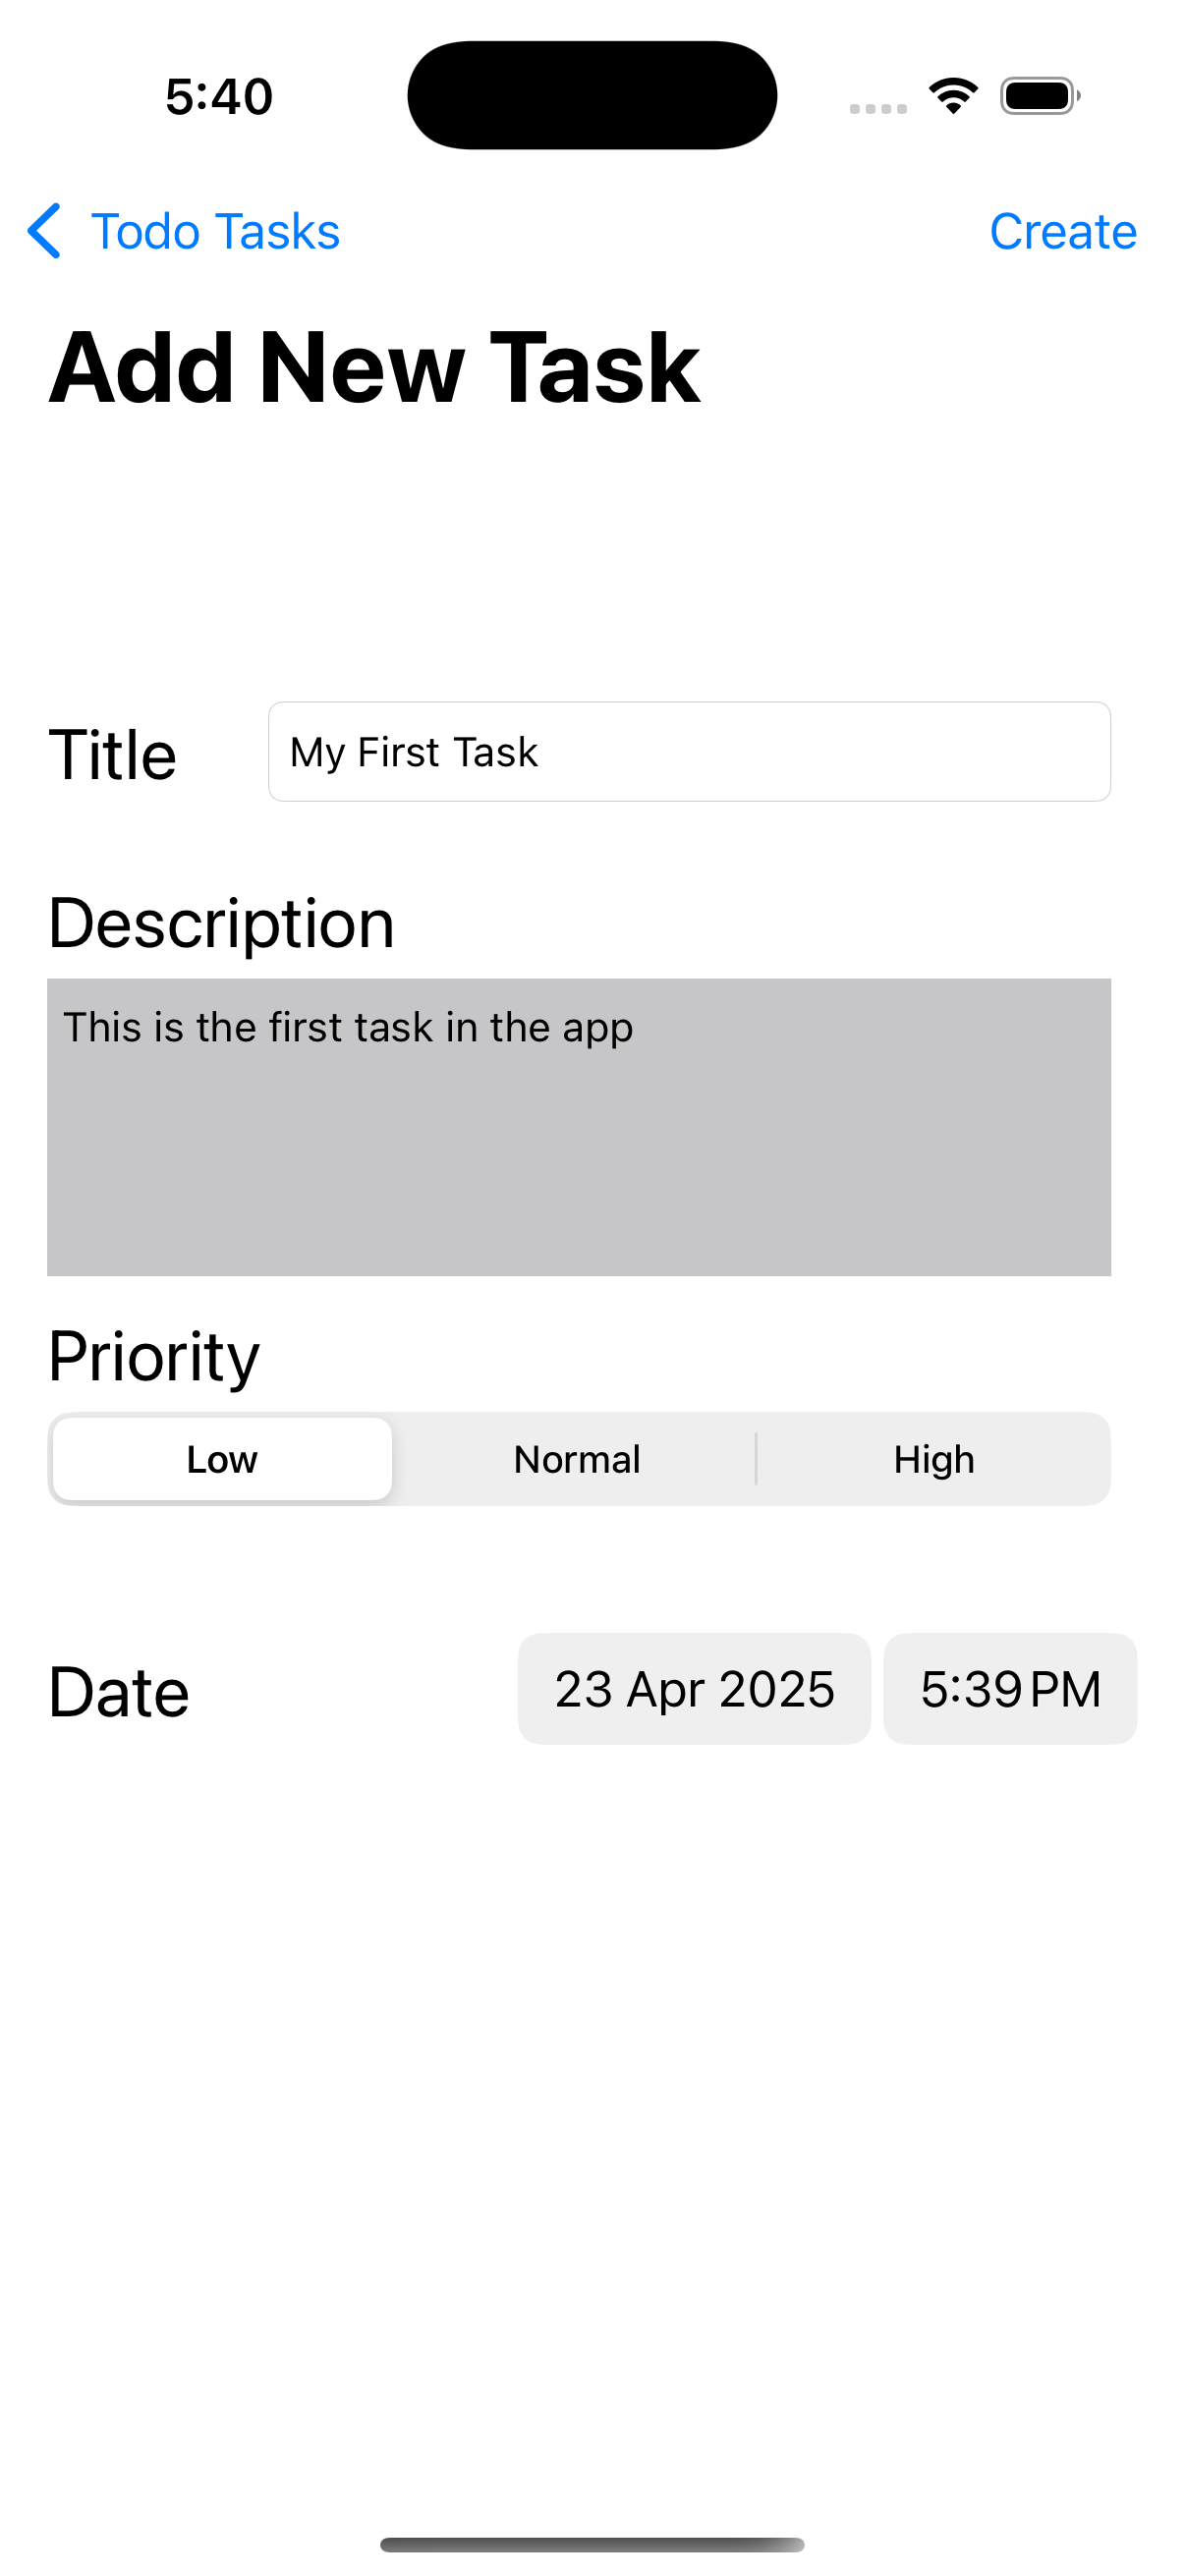 5:40
Todo Tasks Create
Add New Task
Title My First Task
Description
This is the first task in the app
Priority
Low Normal High
Date 23 Apr 2025 5:39 PM